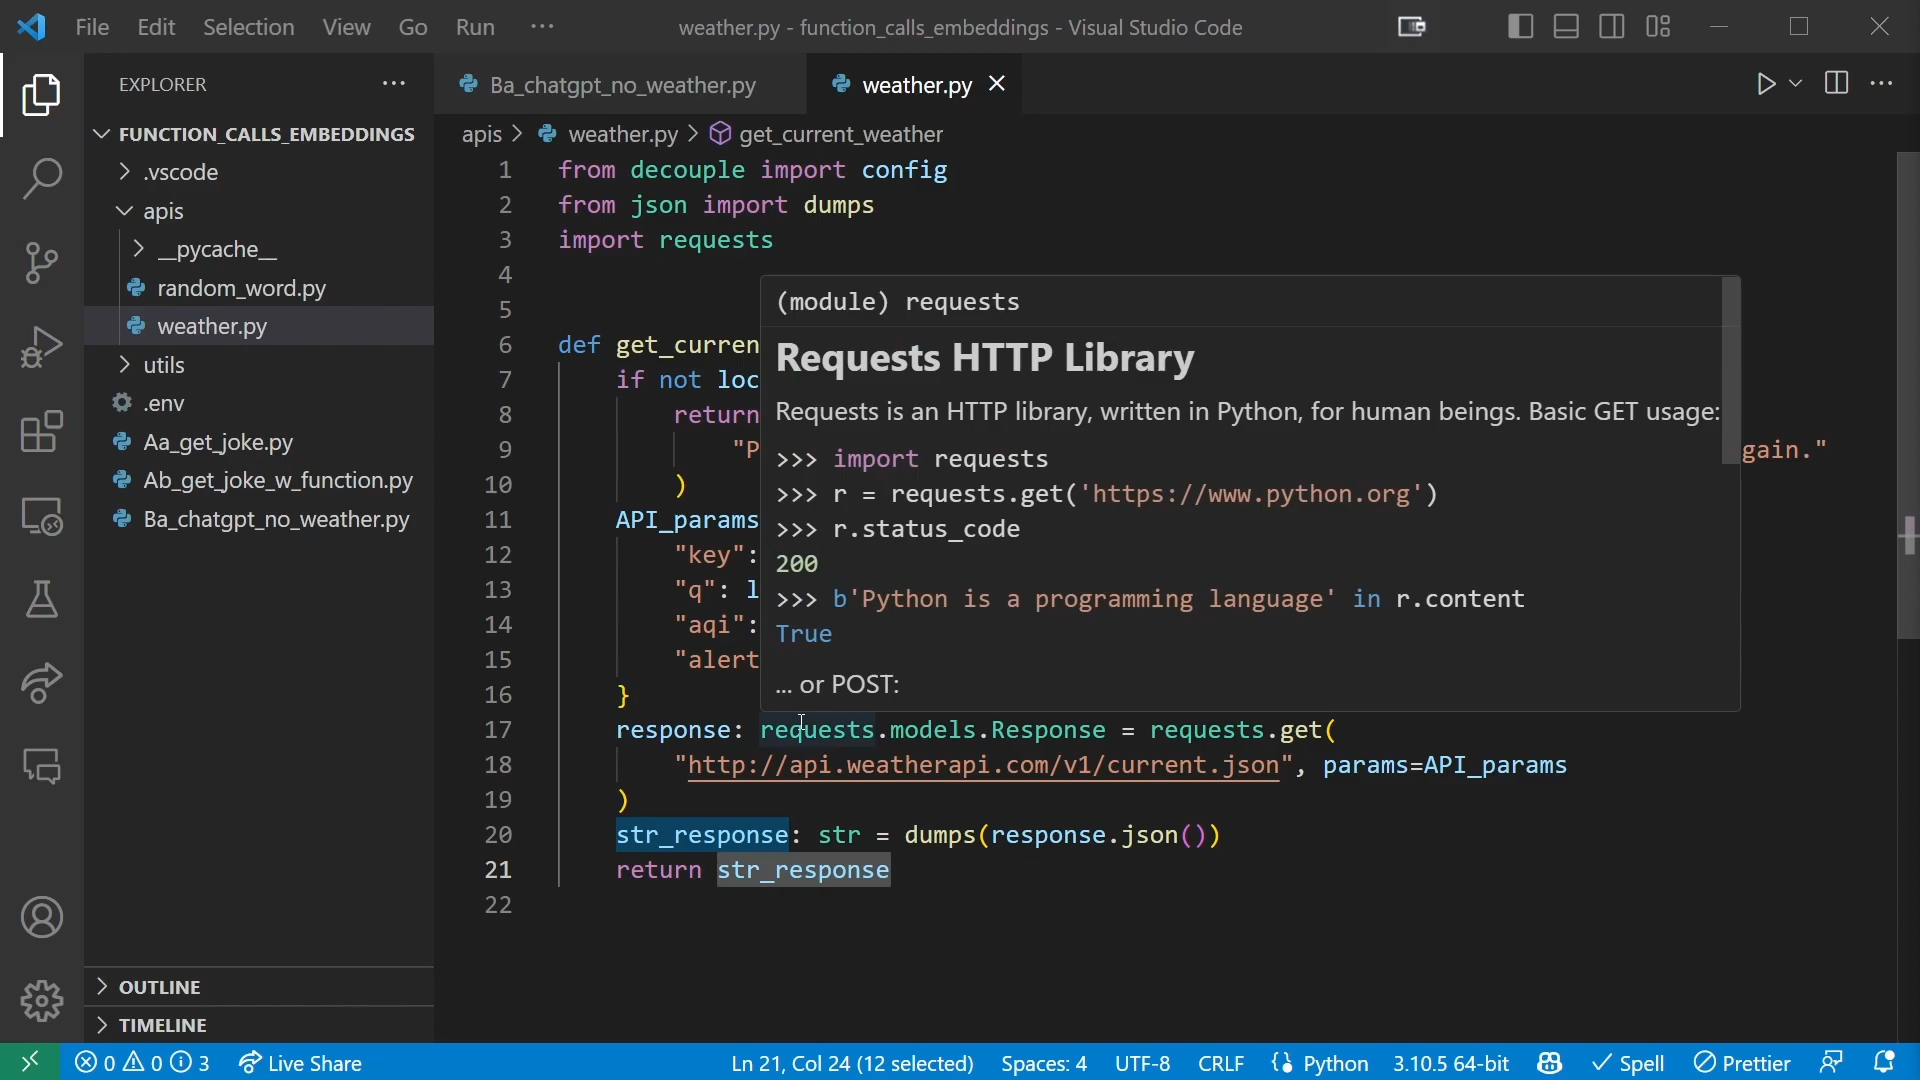 File Edit Selection View Go Run ···
weather.py - function_calls_embeddings - Visual Studio Code
EXPLORER ···
FUNCTION_CALLS_EMBEDDINGS
.vscode
apis
__pycache__
random_word.py
weather.py
utils
.env
Aa_get_joke.py
Ab_get_joke_w_function.py
Ba_chatgpt_no_weather.py
OUTLINE
TIMELINE
Ba_chatgpt_no_weather.py
weather.py
apis > weather.py > get_current_weather
1 from decouple import config
2 from json import dumps
3 import requests
4
5
6 def get_curren
7 if not loc
8 return
9 "P gain."
10 )
11 API_params
12 "key":
13 "q": l
14 "aqi":
15 "alert
16 }
17 response: requests.models.Response = requests.get(
18 "http://api.weatherapi.com/v1/current.json", params=API_params
19 )
20 str_response: str = dumps(response.json())
21 return str_response
22
(module) requests
Requests HTTP Library
Requests is an HTTP library, written in Python, for human beings. Basic GET usage:
>>> import requests
>>> r = requests.get('https://www.python.org')
>>> r.status_code
200
>>> b'Python is a programming language' in r.content
True
... or POST:
0 0 3 Live Share Ln 21, Col 24 (12 selected) Spaces: 4 UTF-8 CRLF Python 3.10.5 64-bit Spell Prettier